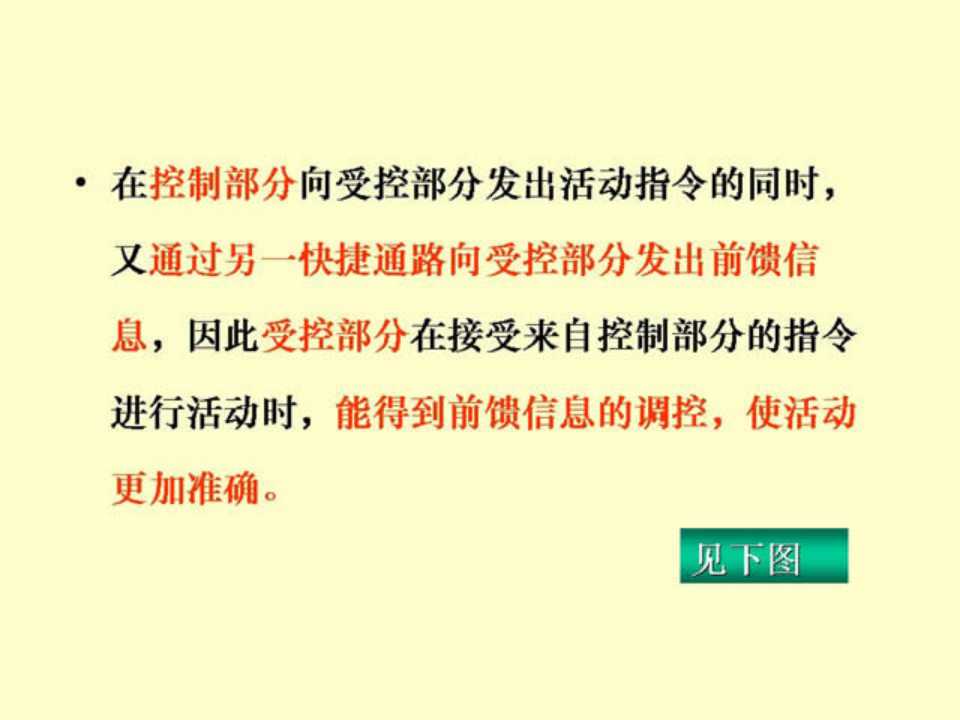 • 在控制部分向受控部分发出活动指令的同时，
又通过另一快捷通路向受控部分发出前馈信
息，因此受控部分在接受来自控制部分的指令
进行活动时，能得到前馈信息的调控，使活动
更加准确。
见下图